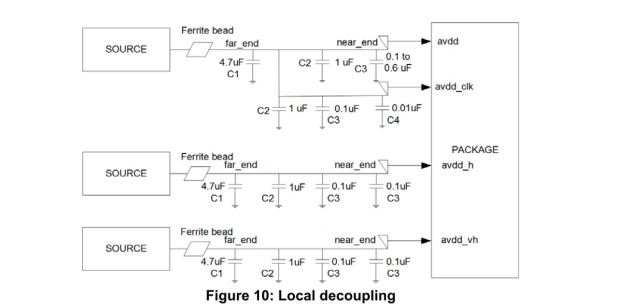 Ferrite bead
SOURCE
far_end
near_end
avdd
4.7uF
C1
C2
1 uF
C3
0.1 to
0.6 uF
avdd_clk
C2
1 uF
0.1uF
C3
0.01uF
C4
PACKAGE
Ferrite bead
SOURCE
far_end
near_end
avdd_h
4.7uF
C1
C2
1uF
0.1uF
C3
0.1uF
C3
Ferrite bead
SOURCE
far_end
near_end
avdd_vh
4.7uF
C1
C2
1uF
0.1uF
C3
0.1uF
C3
Figure 10: Local decoupling